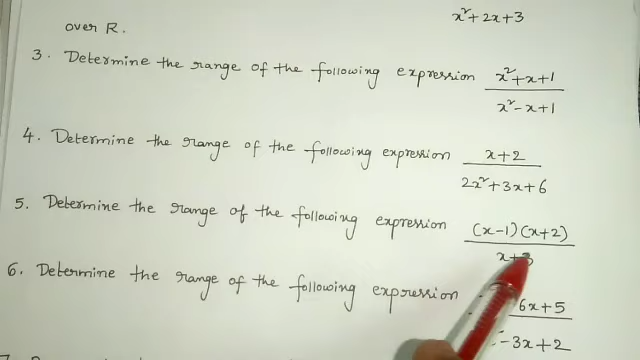 x²+2x+3
over R.
3. Determine the range of the following expression x²+x+1
x²-x+1
4. Determine the range of the following expression x+2
2x²+3x+6
5. Determine the range of the following expression (x-1)(x+2)
x+3
6. Determine the range of the following expression 6x+5
-3x+2